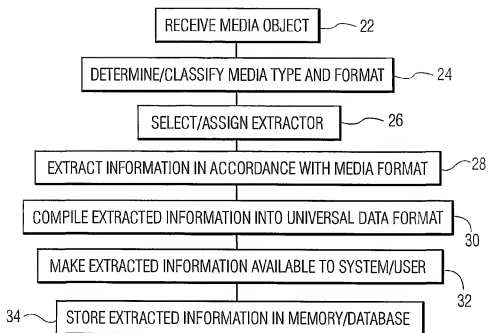 RECEIVE MEDIA OBJECT 22
DETERMINE/CLASSIFY MEDIA TYPE AND FORMAT 24
SELECT/ASSIGN EXTRACTOR 26
EXTRACT INFORMATION IN ACCORDANCE WITH MEDIA FORMAT 28
COMPILE EXTRACTED INFORMATION INTO UNIVERSAL DATA FORMAT 30
MAKE EXTRACTED INFORMATION AVAILABLE TO SYSTEM/USER 32
34 STORE EXTRACTED INFORMATION IN MEMORY/DATABASE